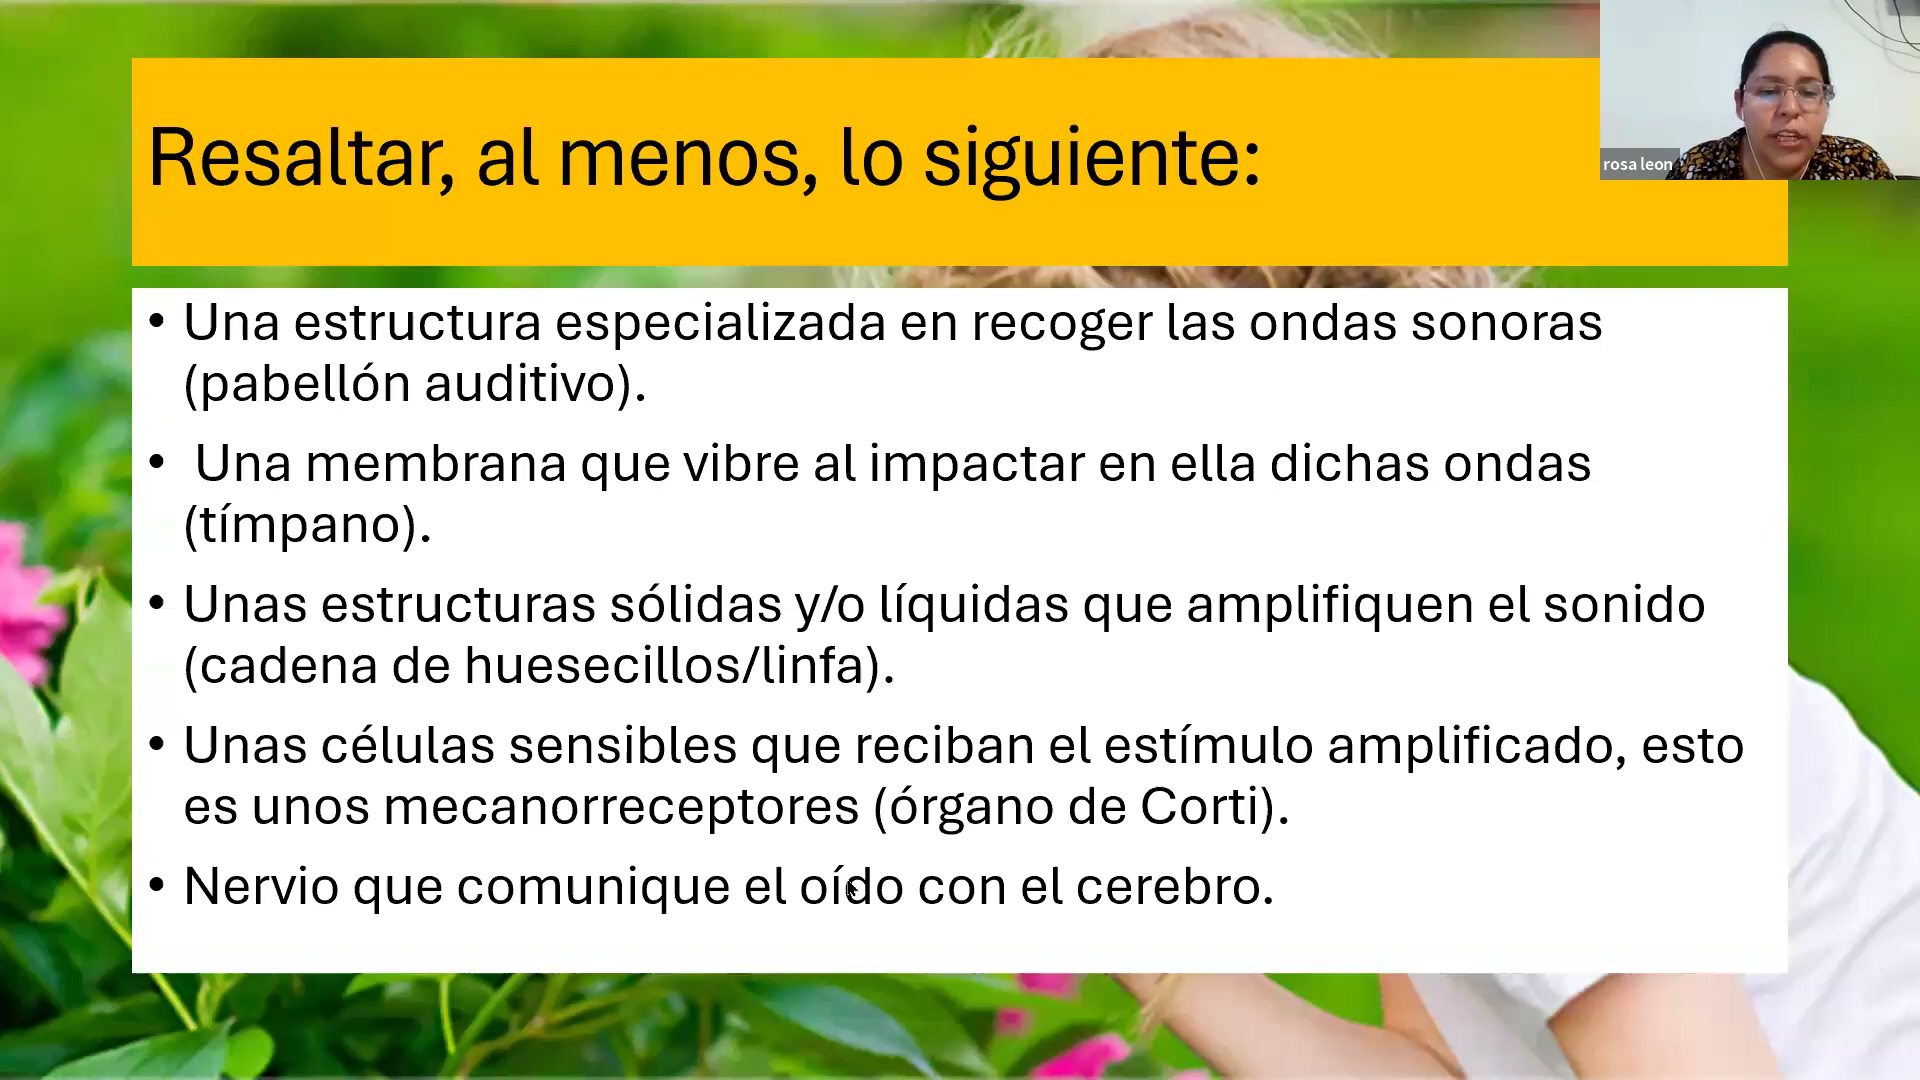 Resaltar, al menos, lo siguiente:
rosa leon
• Una estructura especializada en recoger las ondas sonoras
(pabellón auditivo).
• Una membrana que vibre al impactar en ella dichas ondas
(tímpano).
• Unas estructuras sólidas y/o líquidas que amplifiquen el sonido
(cadena de huesecillos/linfa).
• Unas células sensibles que reciban el estímulo amplificado, esto
es unos mecanorreceptores (órgano de Corti).
• Nervio que comunique el oído con el cerebro.